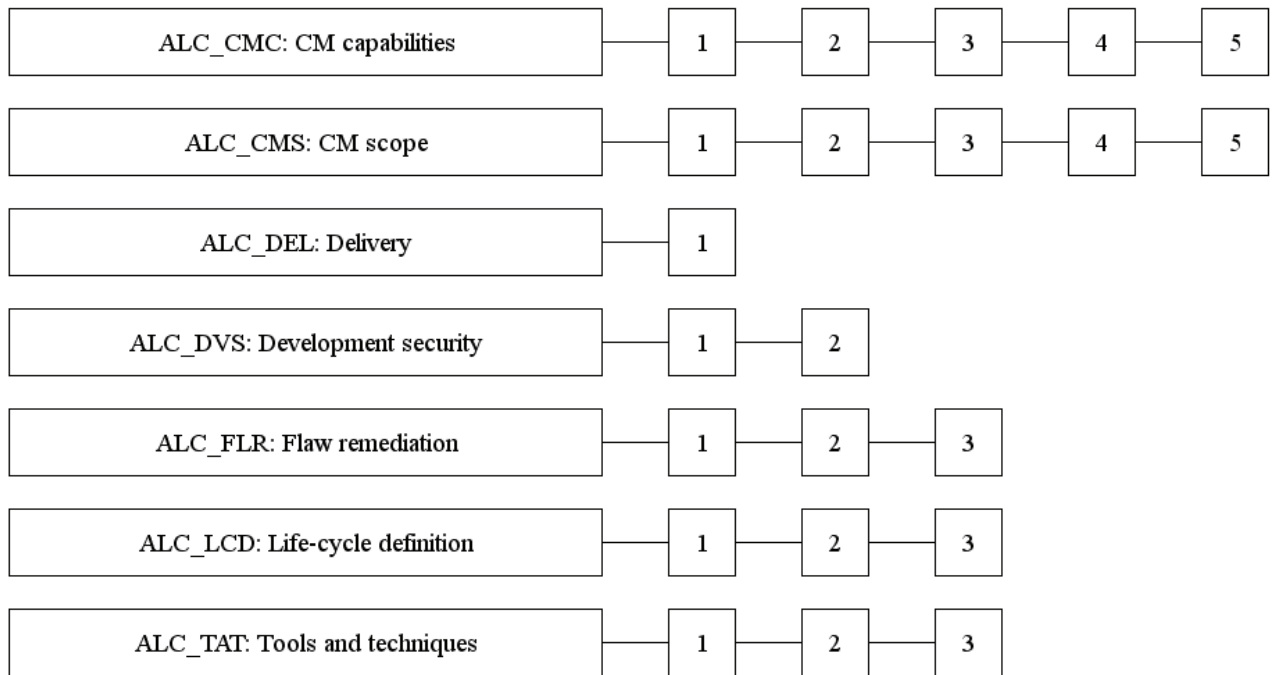 ALC_CMC: CM capabilities 1 2 3 4 5
ALC_CMS: CM scope 1 2 3 4 5
ALC_DEL: Delivery 1
ALC_DVS: Development security 1 2
ALC_FLR: Flaw remediation 1 2 3
ALC_LCD: Life-cycle definition 1 2 3
ALC_TAT: Tools and techniques 1 2 3